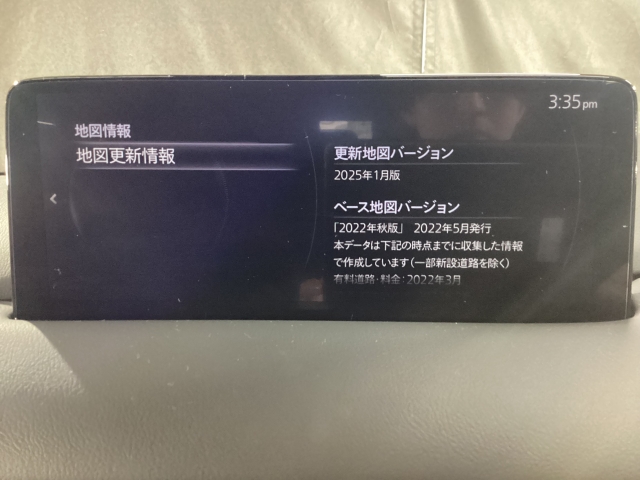 3:35pm
地図情報
地図更新情報
更新地図バージョン
2025年1月版
ベース地図バージョン
「2022年秋版」 2022年5月発行
本データは下記の時点までに収集した情報
で作成しています(一部新設道路を除く)
有料道路・料金:2022年3月